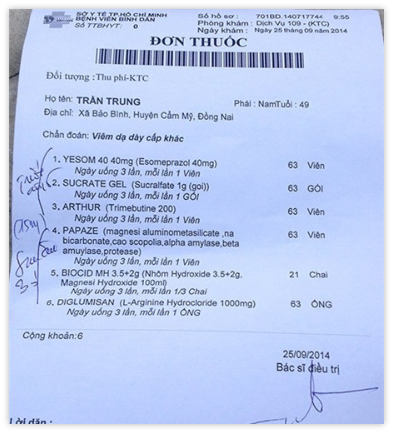 SỞ Y TẾ TP.HỒ CHÍ MINH
BỆNH VIỆN BÌNH DÂN
Số TTBHYT: 0
Số hồ sơ : 701BD.140717744 9:55
Phòng khám : Dịch Vụ 109 - (KTC)
Ngày khám : Ngày 25 tháng 09 năm 2014
ĐƠN THUỐC
Đối tượng :Thu phí-KTC
Họ tên: TRẦN TRUNG Phái : NamTuổi : 49
Địa chỉ: Xã Bảo Bình, Huyện Cẩm Mỹ, Đồng Nai
Chẩn đoán: Viêm dạ dày cấp khác
1. YESOM 40 40mg (Esomeprazol 40mg) 63 Viên
Ngày uống 3 lần, mỗi lần 1 Viên
2. SUCRATE GEL (Sucralfate 1g (gói)) 63 GÓI
Ngày uống 3 lần, mỗi lần 1 GÓI
3. ARTHUR (Trimebutine 200) 63 Viên
Ngày uống 3 lần, mỗi lần 1 Viên
4. PAPAZE (magnesi aluminometasilicate ,na 63 Viên
bicarbonate,cao scopolia,alpha amylase,beta
amuylase,protease)
Ngày uống 3 lần, mỗi lần 1 Viên
5. BIOCID MH 3.5+2g (Nhôm Hydroxide 3.5+2g, 21 Chai
Magnesi Hydroxide 100ml)
Ngày uống 3 lần, mỗi lần 1/3 Chai
6. DIGLUMISAN (L-Arginine Hydrocloride 1000mg) 63 ỐNG
Ngày uống 3 lần, mỗi lần 1 ỐNG
Cộng khoản:6
25/09/2014
Bác sĩ điều trị
Lời dặn :